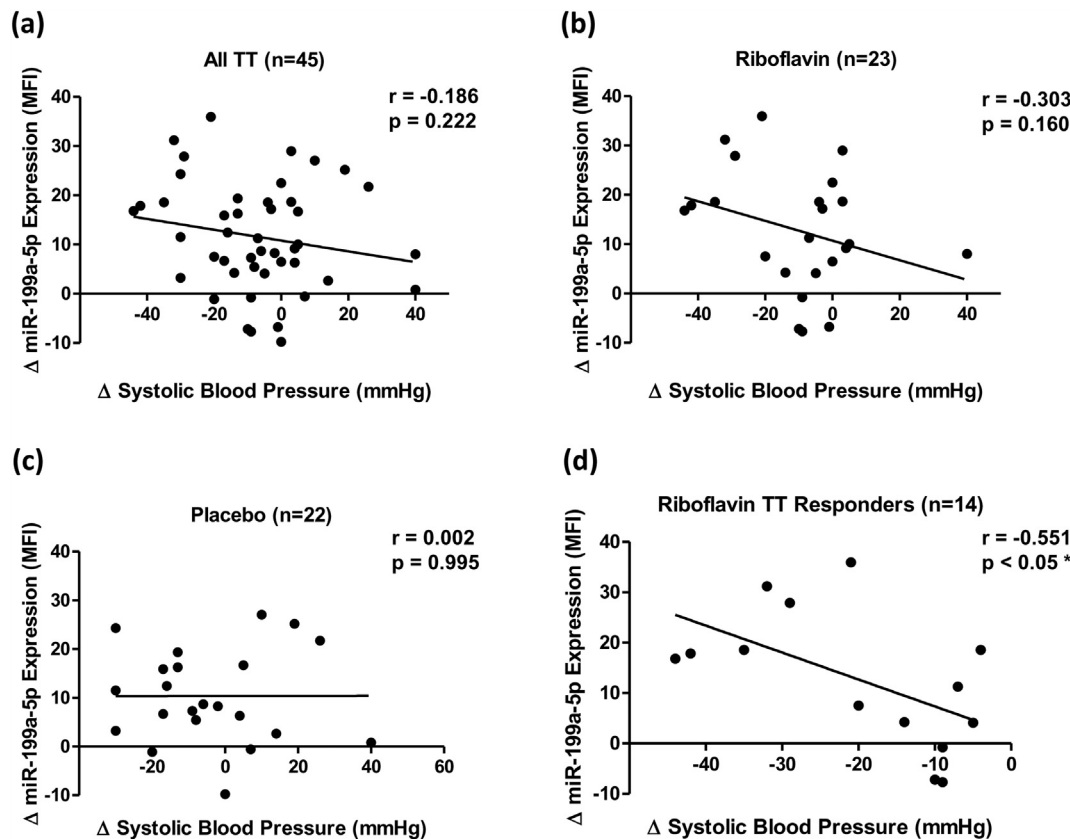 (a)
All TT (n=45)
r = -0.186
p = 0.222
Δ miR-199a-5p Expression (MFI)
40
30
20
10
0
-10
-40
-20
0
20
40
Δ Systolic Blood Pressure (mmHg)
(b)
Riboflavin (n=23)
r = -0.303
p = 0.160
Δ miR-199a-5p Expression (MFI)
40
30
20
10
0
-10
-40
-20
0
20
40
Δ Systolic Blood Pressure (mmHg)
(c)
Placebo (n=22)
r = 0.002
p = 0.995
Δ miR-199a-5p Expression (MFI)
40
30
20
10
0
-10
-20
0
20
40
60
Δ Systolic Blood Pressure (mmHg)
(d)
Riboflavin TT Responders (n=14)
r = -0.551
p < 0.05 *
Δ miR-199a-5p Expression (MFI)
40
30
20
10
0
-10
-40
-30
-20
-10
0
Δ Systolic Blood Pressure (mmHg)